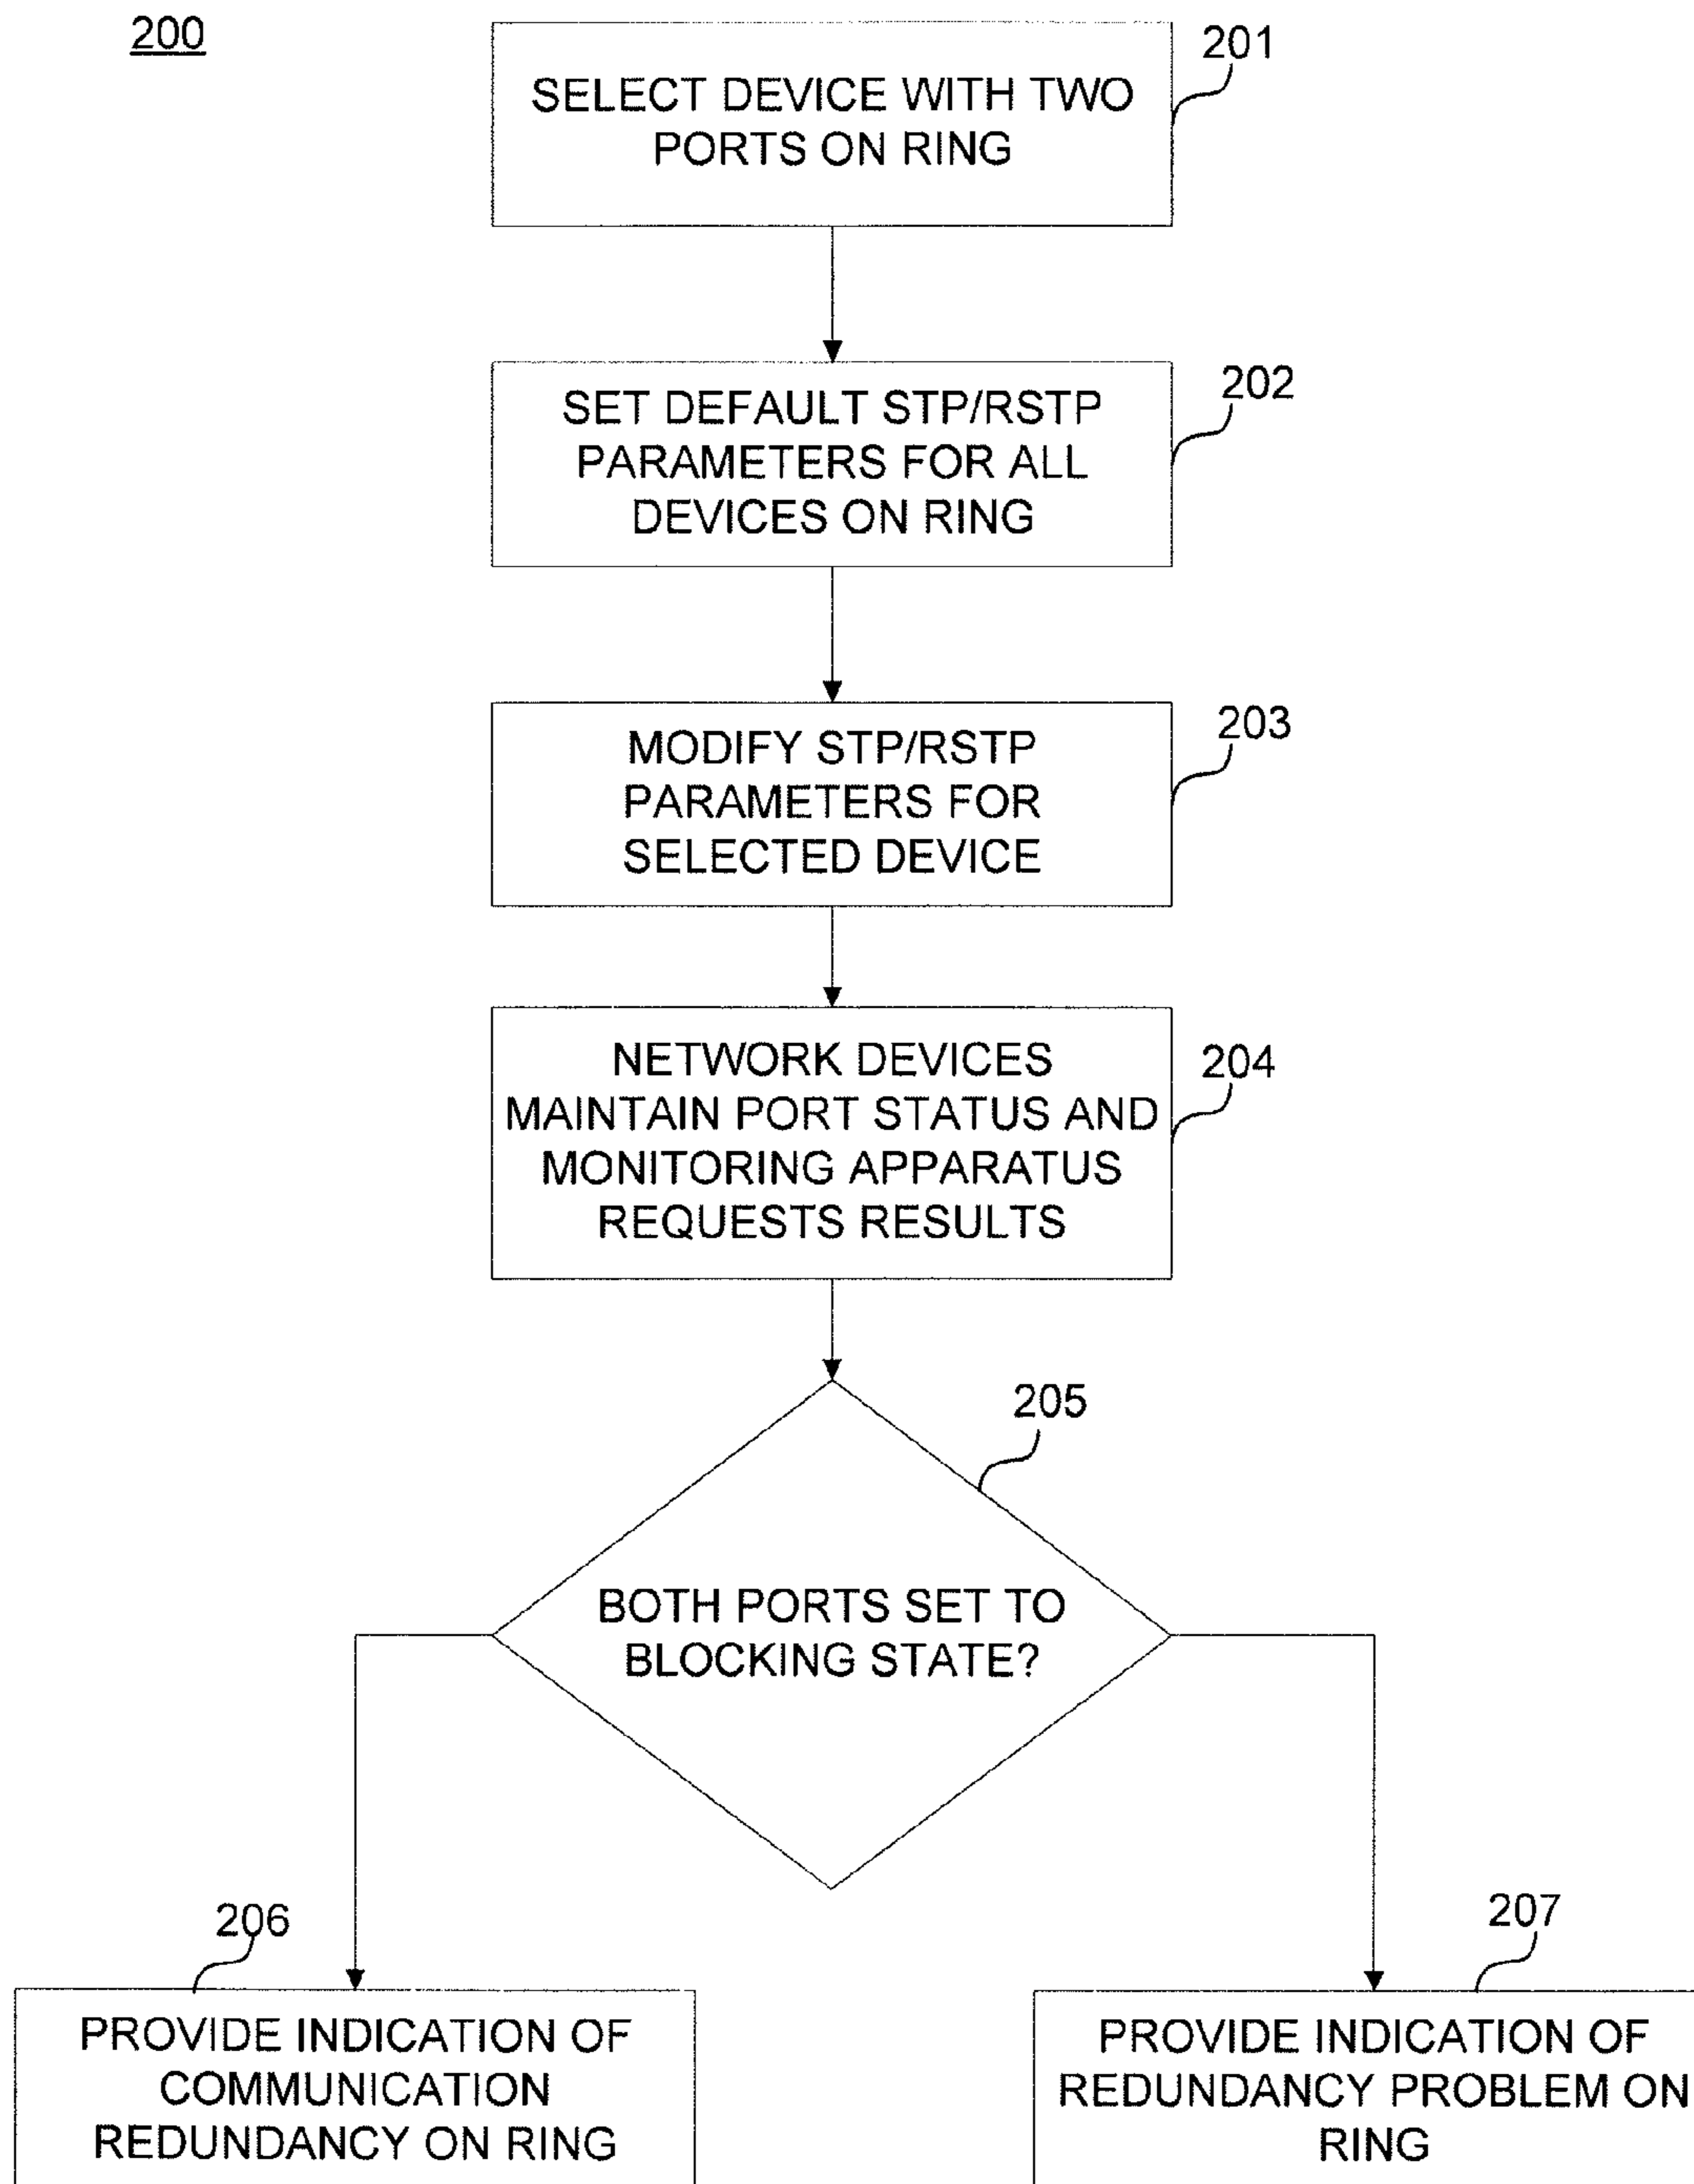 200
201
SELECT DEVICE WITH TWO
PORTS ON RING
202
SET DEFAULT STP/RSTP
PARAMETERS FOR ALL
DEVICES ON RING
203
MODIFY STP/RSTP
PARAMETERS FOR
SELECTED DEVICE
204
NETWORK DEVICES
MAINTAIN PORT STATUS AND
MONITORING APPARATUS
REQUESTS RESULTS
205
BOTH PORTS SET TO
BLOCKING STATE?
206
PROVIDE INDICATION OF
COMMUNICATION
REDUNDANCY ON RING
207
PROVIDE INDICATION OF
REDUNDANCY PROBLEM ON
RING